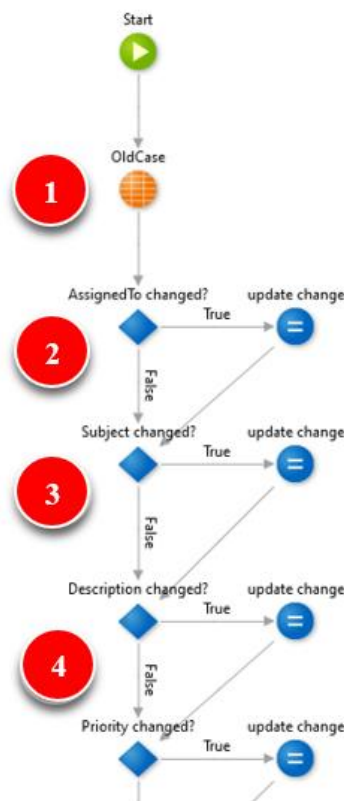 Start
OldCase
1
AssignedTo changed?
update change
True
2
False
Subject changed?
update change
True
3
False
Description changed?
update change
True
4
False
Priority changed?
update change
True